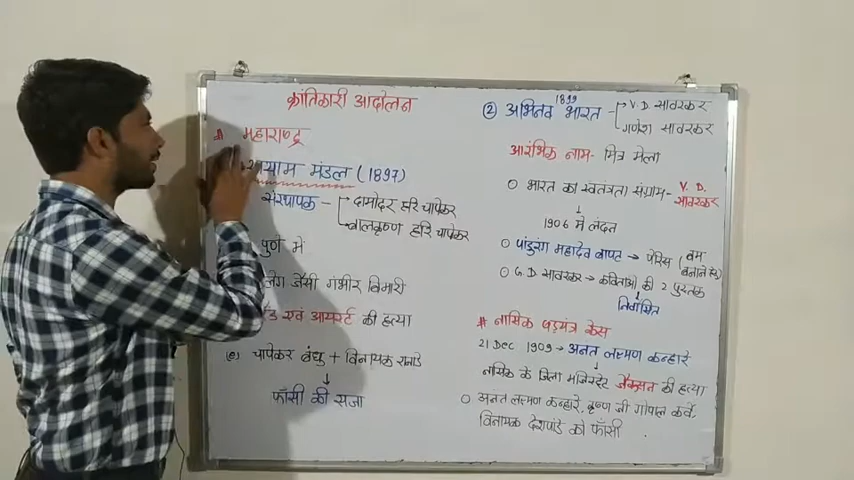 क्रांतिकारी आंदोलन
# महाराष्ट्र
व्यायाम मंडल (1897)
संस्थापक - दामोदर हरि चापेकर
बालकृष्ण हरि चापेकर
पुणे में
प्लेग जैसी गंभीर बिमारी
एवं आयरर्ट की हत्या
(e) चापेकर बंधु + विनायक रानाडे
↓
फाँसी की सजा
② अभिनव भारत - V. D सावरकर
1899
गणेश सावरकर
आरंभिक नाम - मित्र मेला
○ भारत का स्वतंत्रता संग्राम - V. D. सावरकर
↓
1906 में लंदन
○ पांडुरंग महादेव बापट → पेरिस (बम बनाने हेतु)
○ G. D सावरकर → कविताओं की 2 पुस्तक
↓
निर्वासित
# नासिक षड़यंत्र केस
21 Dec 1909 → अनंत लक्ष्मण कन्हारे
↓
नासिक के जिला मजिस्ट्रेट जैक्सन की हत्या
○ अनंत लक्ष्मण कन्हारे, कृष्ण जी गोपाल कर्वे,
विनायक देशपांडे को फाँसी